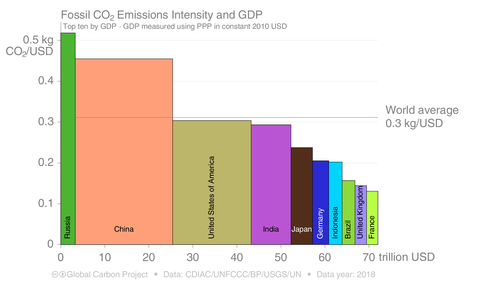 Fossil CO₂ Emissions Intensity and GDP
Top ten by GDP - GDP measured using PPP in constant 2010 USD
0.5 kg
CO₂/USD
0.4
0.3
0.2
0.1
0
World average
0.3 kg/USD
Russia
China
United States of America
India
Japan
Germany
Indonesia
Brazil
United Kingdom
France
0 10 20 30 40 50 60 70 trillion USD
Global Carbon Project • Data: CDIAC/UNFCCC/BP/USGS/UN • Data year: 2018